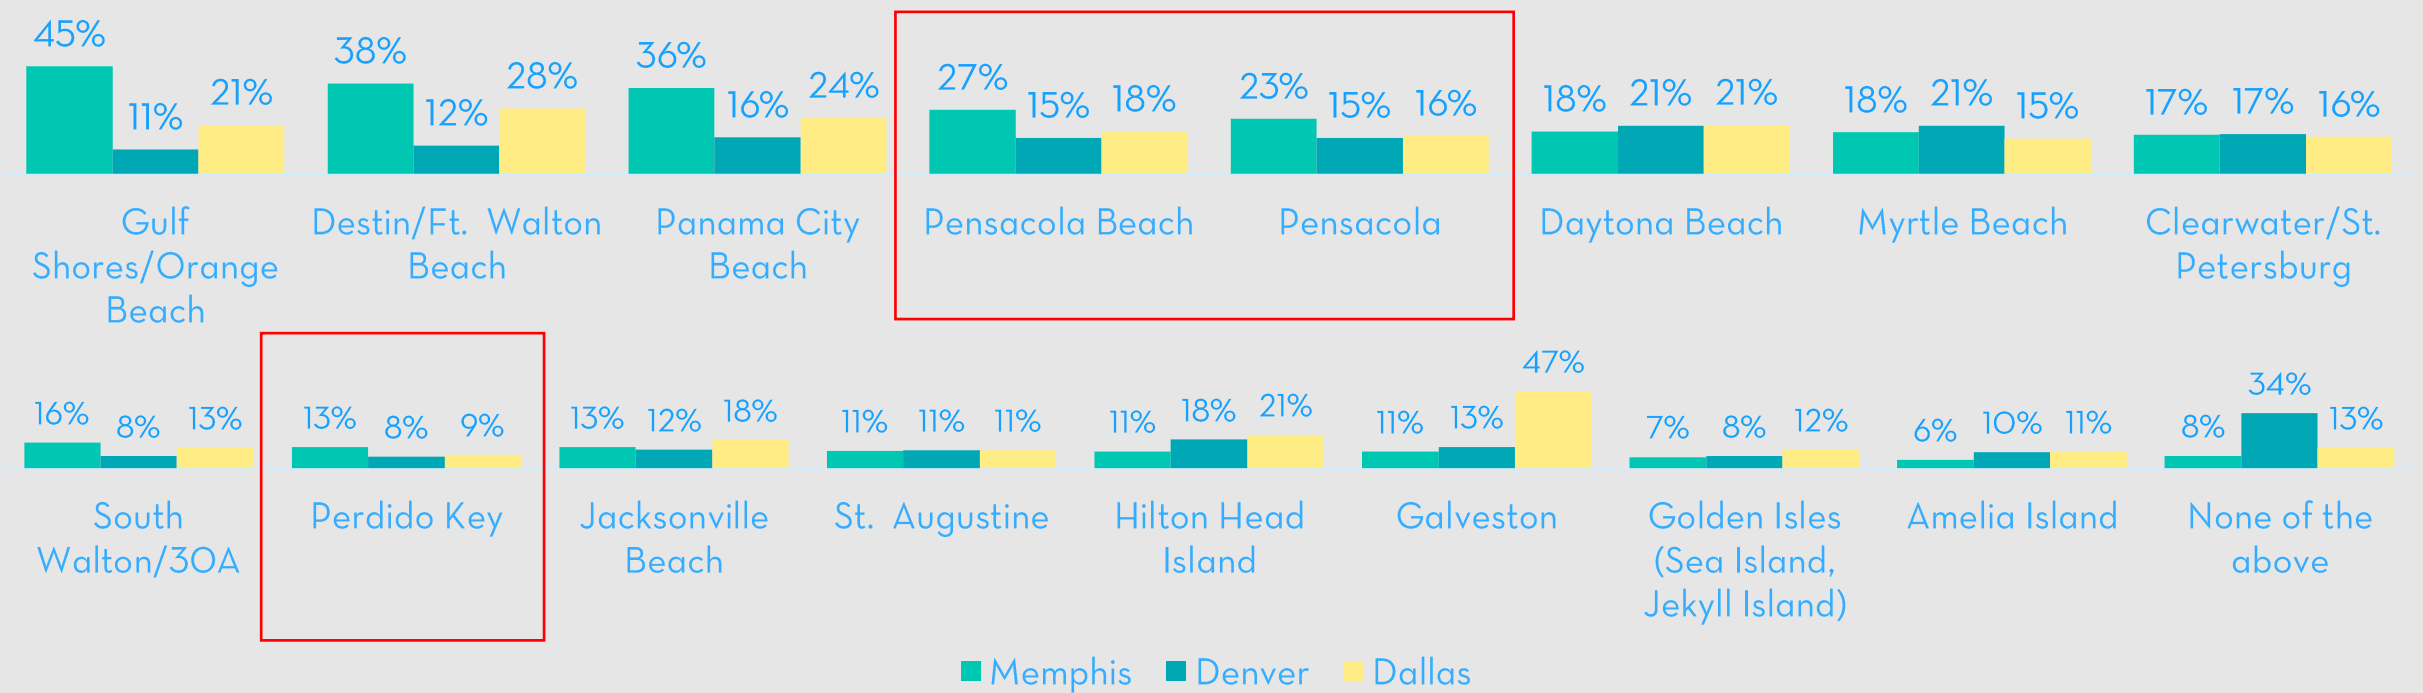 45% 11% 21% 38% 12% 28% 36% 16% 24% 27% 15% 18% 23% 15% 16% 18% 21% 21% 18% 21% 15% 17% 17% 16%
Gulf Destin/Ft. Walton Panama City Pensacola Beach Pensacola Daytona Beach Myrtle Beach Clearwater/St.
Shores/Orange Beach Beach Petersburg
Beach
16% 8% 13% 13% 8% 9% 13% 12% 18% 11% 11% 11% 11% 18% 21% 11% 13% 47% 7% 8% 12% 6% 10% 11% 8% 34% 13%
South Perdido Key Jacksonville St. Augustine Hilton Head Galveston Golden Isles Amelia Island None of the
Walton/30A Beach Island (Sea Island, above
Jekyll Island)
Memphis Denver Dallas